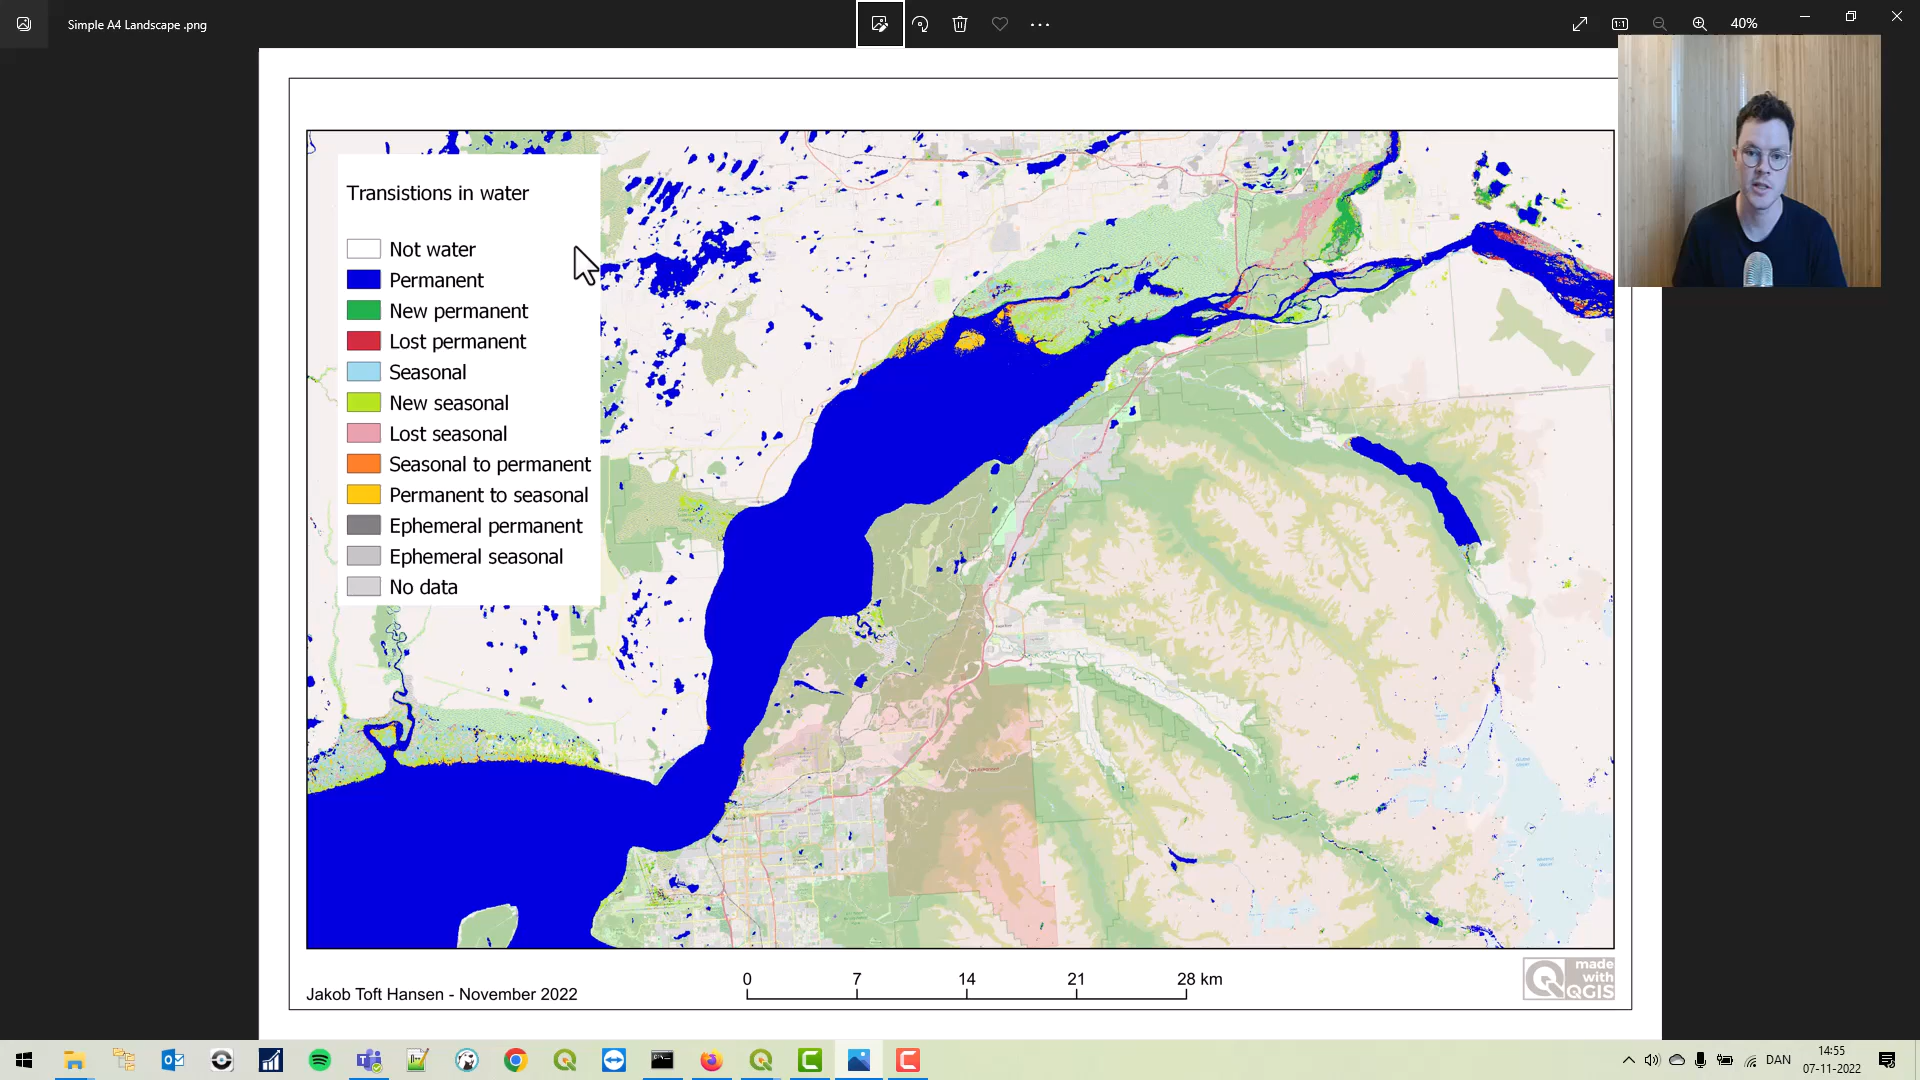 Simple A4 Landscape .png
40%
Transistions in water
Not water
Permanent
New permanent
Lost permanent
Seasonal
New seasonal
Lost seasonal
Seasonal to permanent
Permanent to seasonal
Ephemeral permanent
Ephemeral seasonal
No data
0 7 14 21 28 km
Jakob Toft Hansen - November 2022
made
with
QGIS
DAN
14:55
07-11-2022